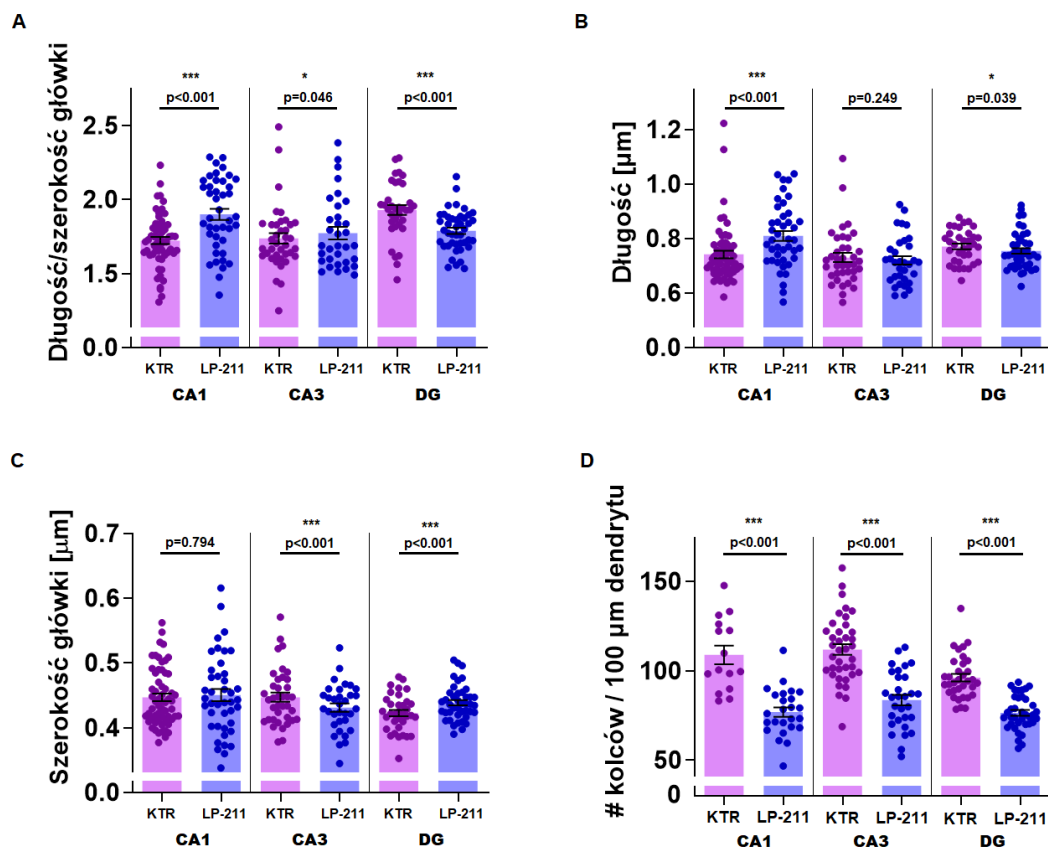 A
Długość/szerokość główki
***
*
***
p<0.001
p=0.046
p<0.001
2.5
2.0
1.5
0.0
KTR
LP-211
KTR
LP-211
KTR
LP-211
CA1
CA3
DG
B
Długość [µm]
***
*
p<0.001
p=0.249
p=0.039
1.2
1.0
0.8
0.6
0.0
KTR
LP-211
KTR
LP-211
KTR
LP-211
CA1
CA3
DG
C
Szerokość główki [µm]
***
***
p=0.794
p<0.001
p<0.001
0.7
0.6
0.5
0.4
0.0
KTR
LP-211
KTR
LP-211
KTR
LP-211
CA1
CA3
DG
D
# kolców / 100 µm dendrytu
***
***
***
p<0.001
p<0.001
p<0.001
150
100
50
0
KTR
LP-211
KTR
LP-211
KTR
LP-211
CA1
CA3
DG